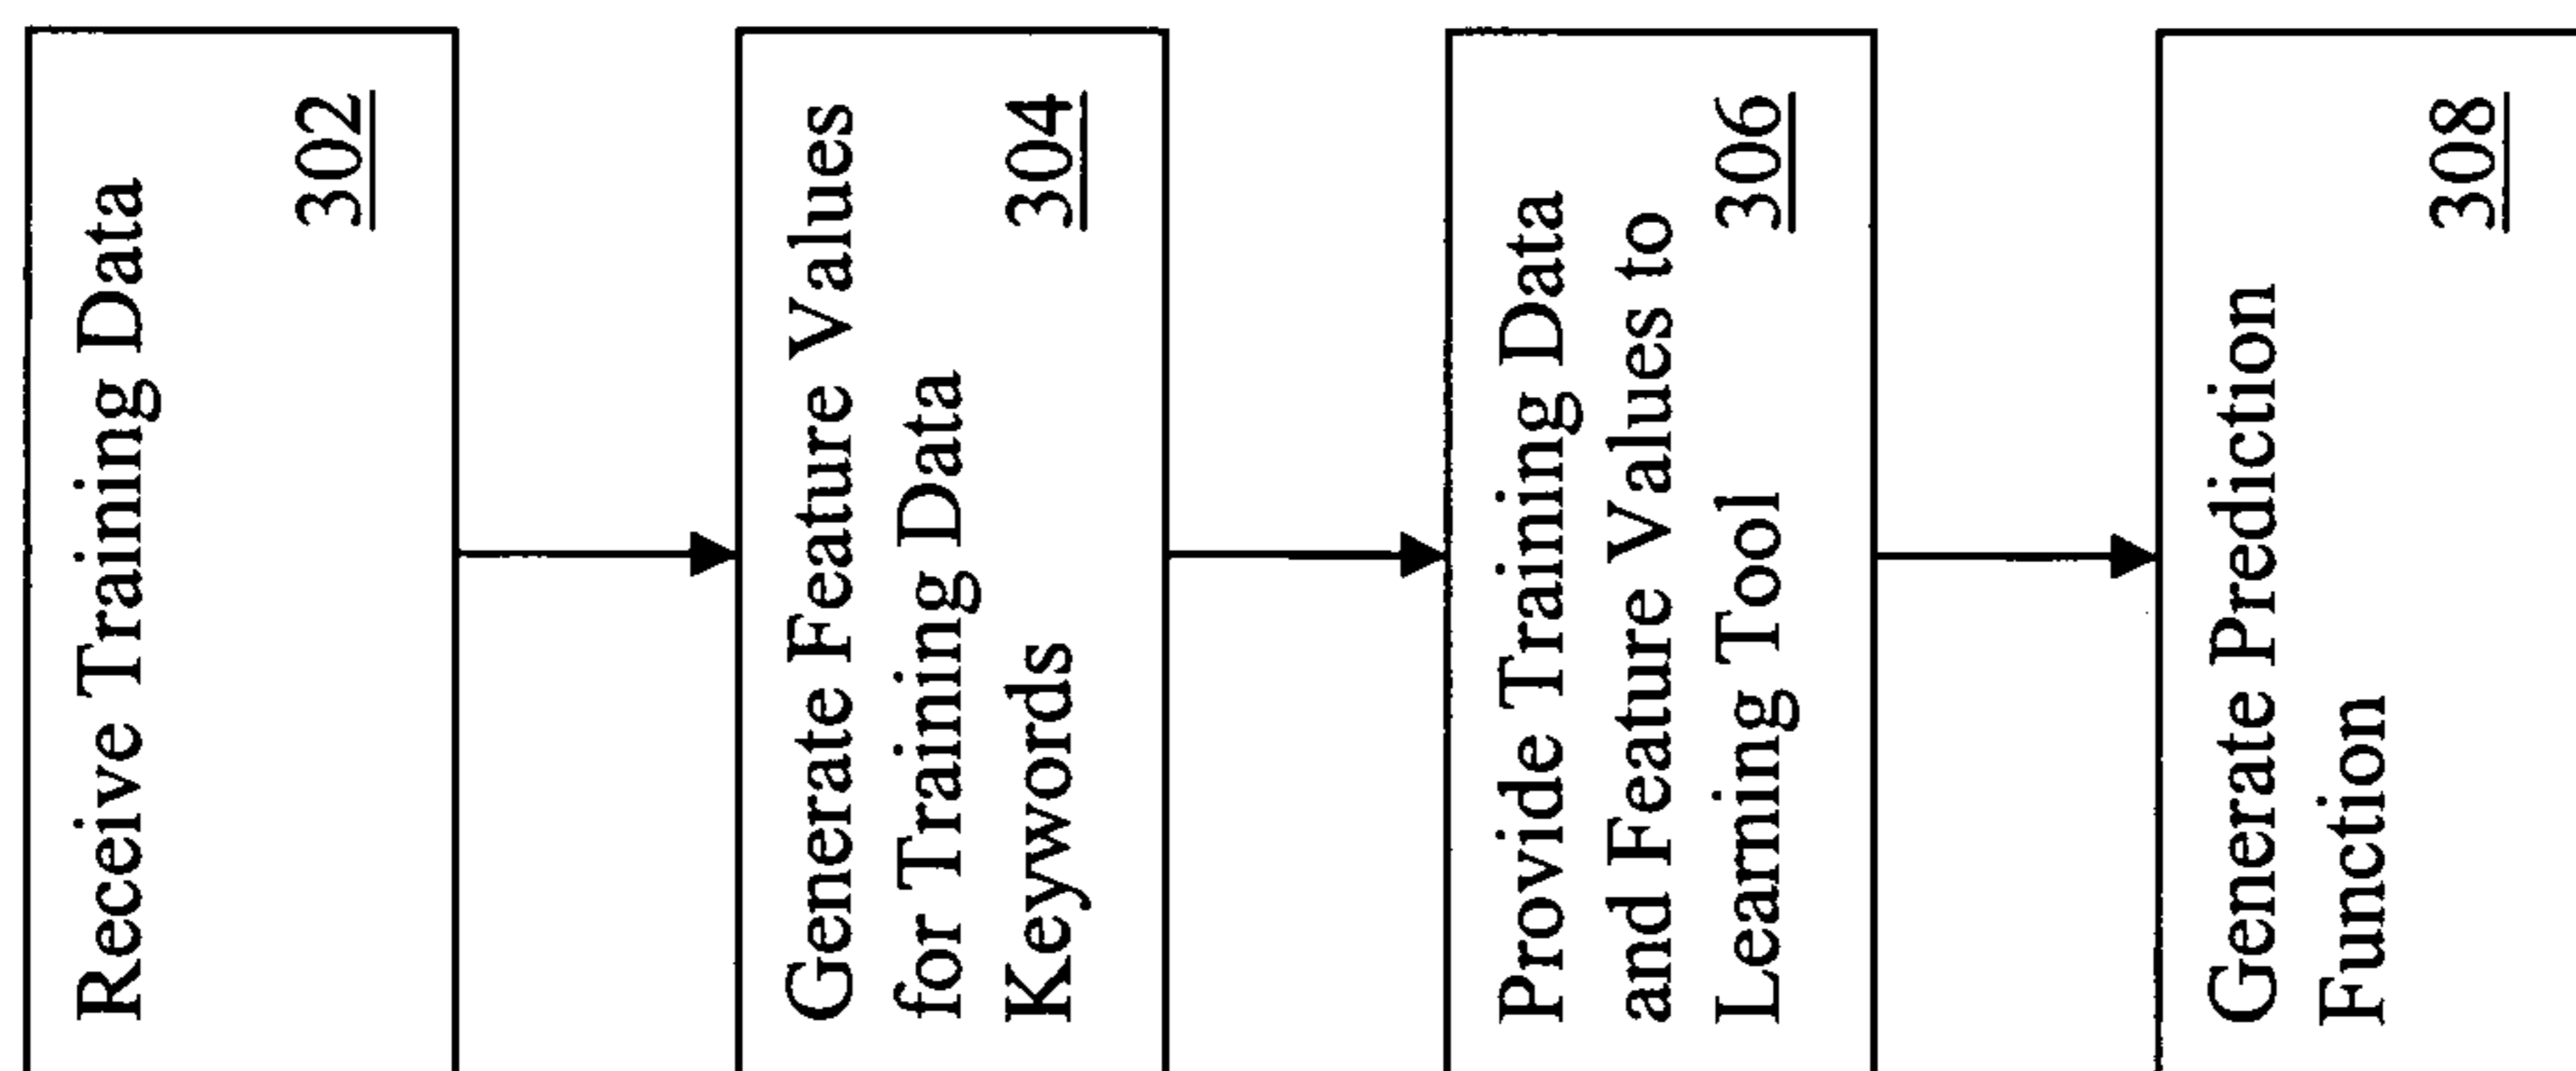 Receive Training Data
302
Generate Feature Values
for Training Data
Keywords
304
Provide Training Data
and Feature Values to
Learning Tool
306
Generate Prediction
Function
308